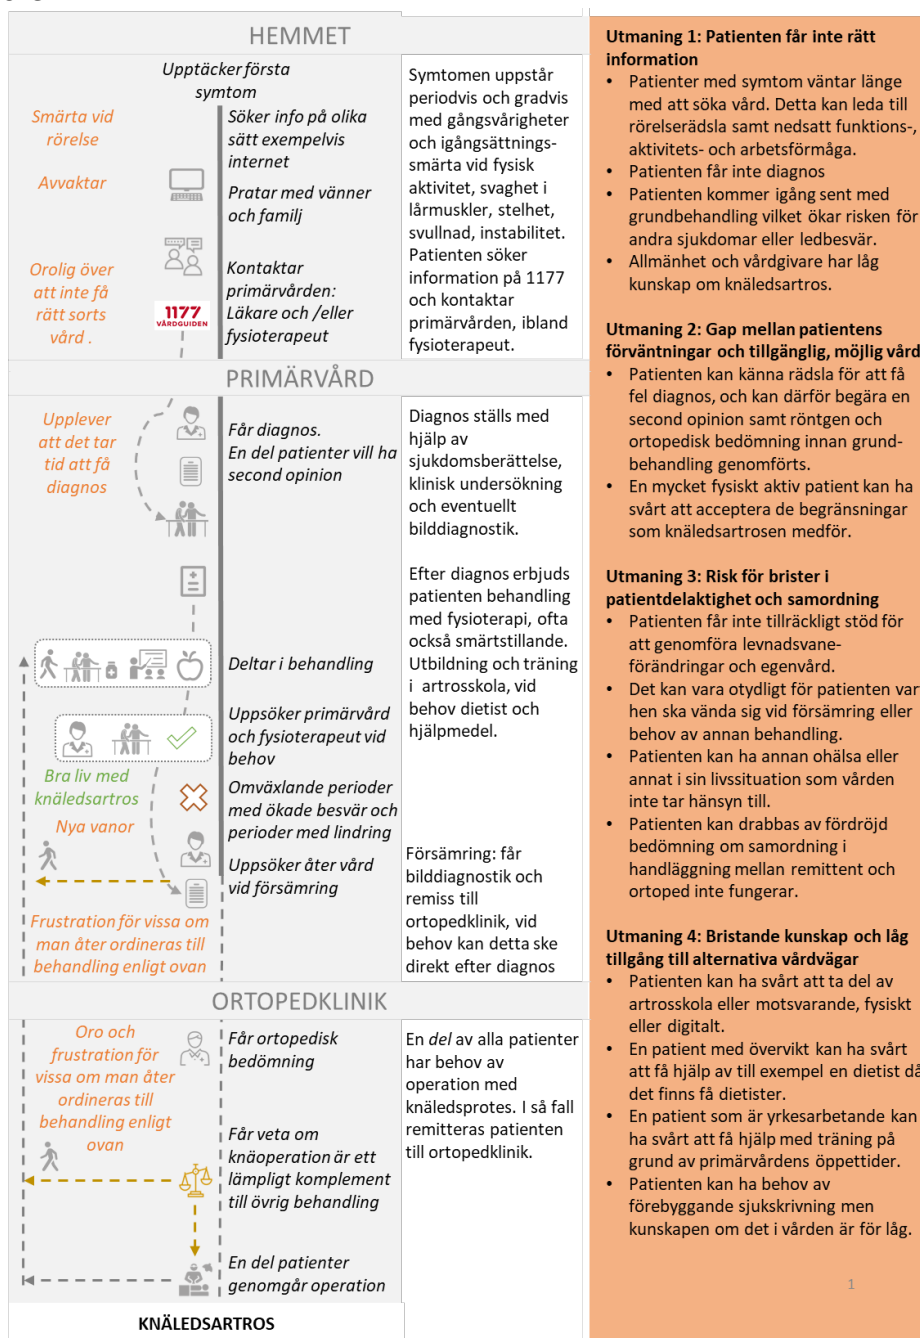 HEMMET
Upptäcker första
symtom
Smärta vid
rörelse
Söker info på olika
sätt exempelvis
internet
Avvaktar
Pratar med vänner
och familj
Orolig över
att inte få
rätt sorts
vård .
Kontaktar
primärvården:
Läkare och /eller
fysioterapeut
1177
VÅRDGUIDEN
Symtomen uppstår
periodvis och gradvis
med gångsvårigheter
och igångsättnings-
smärta vid fysisk
aktivitet, svaghet i
lårmuskler, stelhet,
svullnad, instabilitet.
Patienten söker
information på 1177
och kontaktar
primärvården, ibland
fysioterapeut.
PRIMÄRVÅRD
Upplever
att det tar
tid att få
diagnos
Får diagnos.
En del patienter vill ha
second opinion
Deltar i behandling
Uppsöker primärvård
och fysioterapeut vid
behov
Bra liv med
knäledsartros
Nya vanor
Omväxlande perioder
med ökade besvär och
perioder med lindring
Uppsöker åter vård
vid försämring
Frustration för vissa om
man åter ordineras till
behandling enligt ovan
Diagnos ställs med
hjälp av
sjukdomsberättelse,
klinisk undersökning
och eventuellt
bilddiagnostik.
Efter diagnos erbjuds
patienten behandling
med fysioterapi, ofta
också smärtstillande.
Utbildning och träning
i artrosskola, vid
behov dietist och
hjälpmedel.
Försämring: får
bilddiagnostik och
remiss till
ortopedklinik, vid
behov kan detta ske
direkt efter diagnos
ORTOPEDKLINIK
Oro och
frustration för
vissa om man åter
ordineras till
behandling enligt
ovan
Får ortopedisk
bedömning
Får veta om
knäoperation är ett
lämpligt komplement
till övrig behandling
En del patienter
genomgår operation
En del av alla patienter
har behov av
operation med
knäledsprotes. I så fall
remitteras patienten
till ortopedklinik.
KNÄLEDSARTROS
Utmaning 1: Patienten får inte rätt
information
• Patienter med symtom väntar länge
med att söka vård. Detta kan leda till
rörelserädsla samt nedsatt funktions-,
aktivitets- och arbetsförmåga.
• Patienten får inte diagnos
• Patienten kommer igång sent med
grundbehandling vilket ökar risken för
andra sjukdomar eller ledbesvär.
• Allmänhet och vårdgivare har låg
kunskap om knäledsartros.
Utmaning 2: Gap mellan patientens
förväntningar och tillgänglig, möjlig vård
• Patienten kan känna rädsla för att få
fel diagnos, och kan därför begära en
second opinion samt röntgen och
ortopedisk bedömning innan grund-
behandling genomförts.
• En mycket fysiskt aktiv patient kan ha
svårt att acceptera de begränsningar
som knäledsartrosen medför.
Utmaning 3: Risk för brister i
patientdelaktighet och samordning
• Patienten får inte tillräckligt stöd för
att genomföra levnadsvane-
förändringar och egenvård.
• Det kan vara otydligt för patienten var
hen ska vända sig vid försämring eller
behov av annan behandling.
• Patienten kan ha annan ohälsa eller
annat i sin livssituation som vården
inte tar hänsyn till.
• Patienten kan drabbas av fördröjd
bedömning om samordning i
handläggning mellan remittent och
ortoped inte fungerar.
Utmaning 4: Bristande kunskap och låg
tillgång till alternativa vårdvägar
• Patienten kan ha svårt att ta del av
artrosskola eller motsvarande, fysiskt
eller digitalt.
• En patient med övervikt kan ha svårt
att få hjälp av till exempel en dietist då
det finns få dietister.
• En patient som är yrkesarbetande kan
ha svårt att få hjälp med träning på
grund av primärvårdens öppettider.
• Patienten kan ha behov av
förebyggande sjukskrivning men
kunskapen om det i vården är för låg.
1